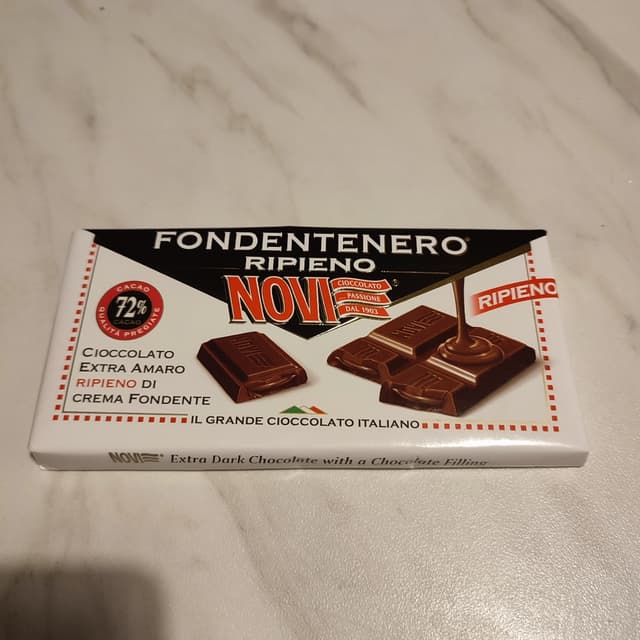 FONDENTENERO®
RIPIENO
NOVI®
CIOCCOLATO
PASSIONE
DAL 1903
RIPIENO
CACAO
72%
CACAO
QUALITÀ PREGIATE
CIOCCOLATO
EXTRA AMARO
RIPIENO DI
CREMA FONDENTE
IL GRANDE CIOCCOLATO ITALIANO
NOVI® Extra Dark Chocolate with a Chocolate Filling